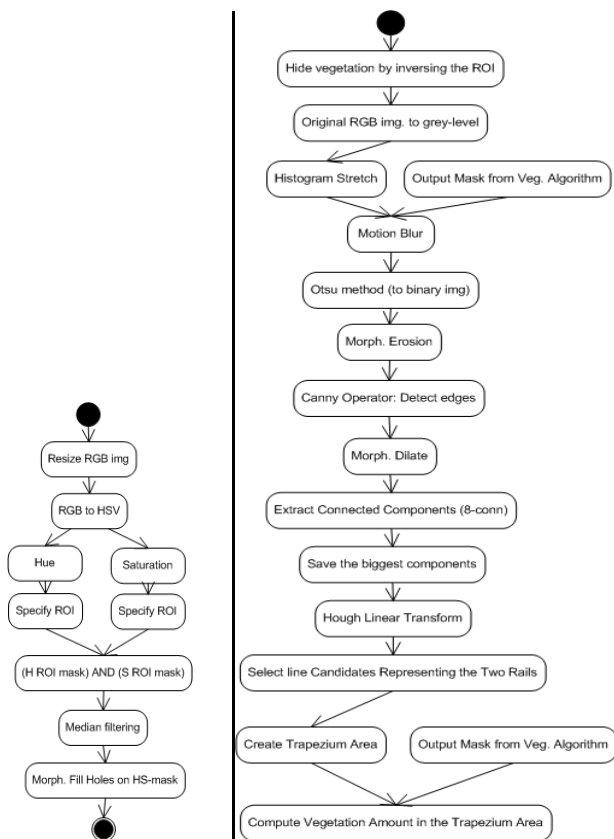 Resize RGB img
RGB to HSV
Hue
Saturation
Specify ROI
Specify ROI
(H ROI mask) AND (S ROI mask)
Median filtering
Morph. Fill Holes on HS-mask
Hide vegetation by inversing the ROI
Original RGB img. to grey-level
Histogram Stretch
Output Mask from Veg. Algorithm
Motion Blur
Otsu method (to binary img)
Morph. Erosion
Canny Operator: Detect edges
Morph. Dilate
Extract Connected Components (8-conn)
Save the biggest components
Hough Linear Transform
Select line Candidates Representing the Two Rails
Create Trapezium Area
Output Mask from Veg. Algorithm
Compute Vegetation Amount in the Trapezium Area